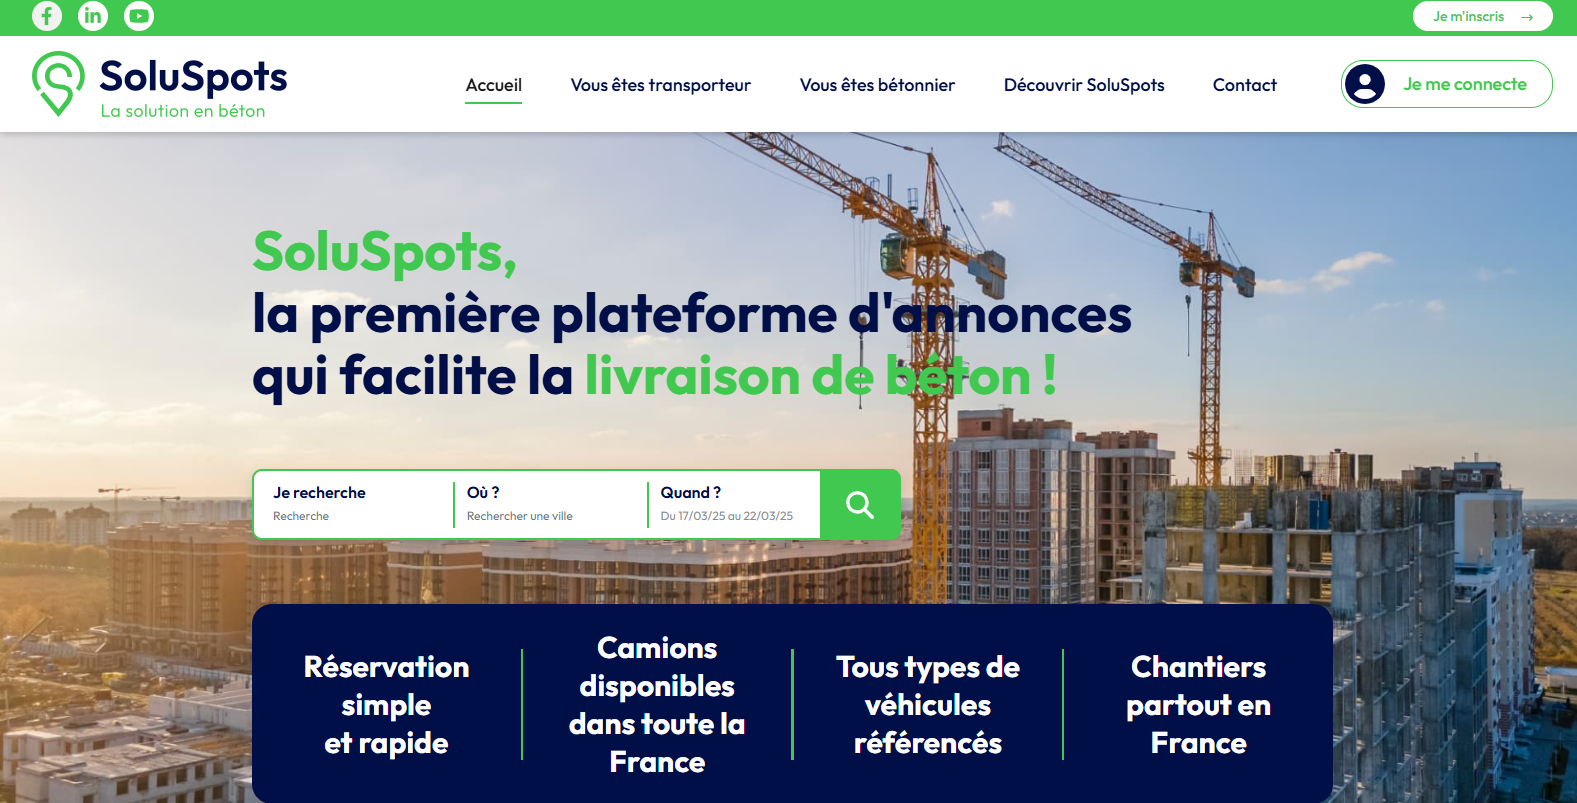 Je m'inscris →
SoluSpots
La solution en béton
Accueil
Vous êtes transporteur
Vous êtes bétonnier
Découvrir SoluSpots
Contact
Je me connecte
SoluSpots,
la première plateforme d'annonces
qui facilite la livraison de béton !
Je recherche
Recherche
Où ?
Rechercher une ville
Quand ?
Du 17/03/25 au 22/03/25
Réservation
simple
et rapide
Camions
disponibles
dans toute la
France
Tous types de
véhicules
référencés
Chantiers
partout en
France